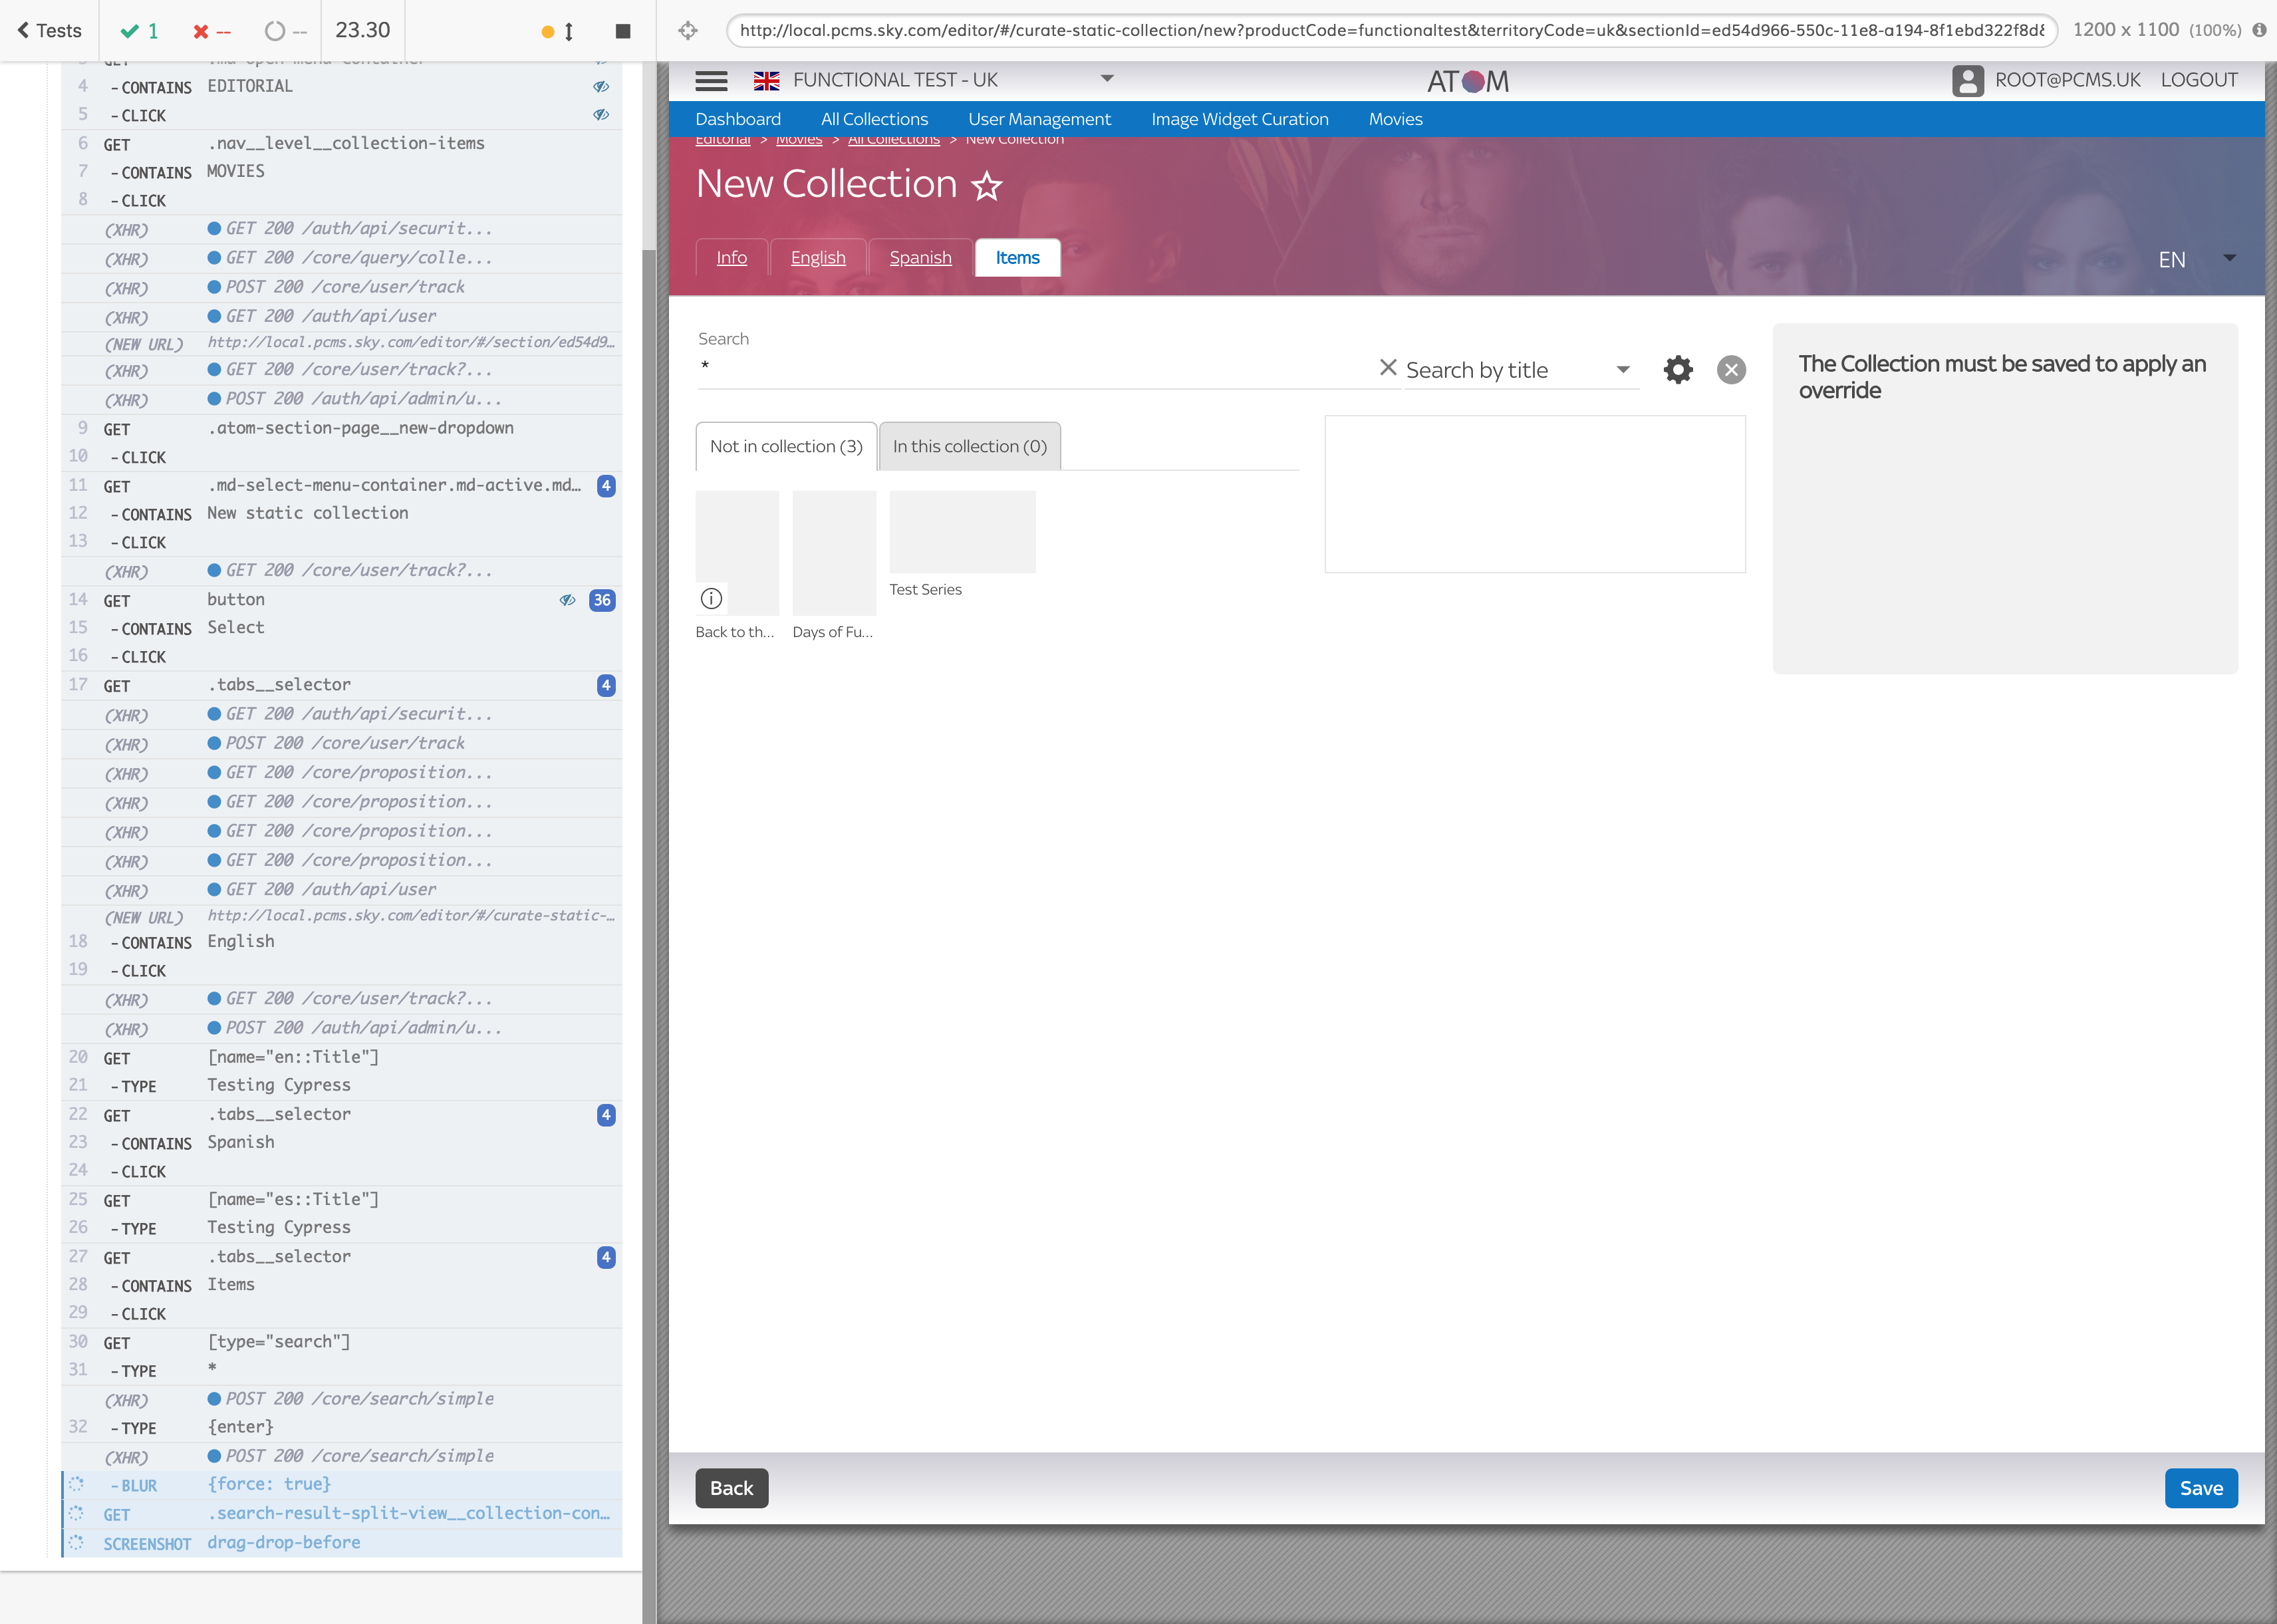 Tests
1
--
--
23.30
http://local.pcms.sky.com/editor/#/curate-static-collection/new?productCode=functionaltest&territoryCode=uk&sectionId=ed54d966-550c-11e8-a194-8f1ebd322f8d&
1200 x 1100 (100%)
4 -CONTAINS EDITORIAL
5 -CLICK
6 GET .nav__level__collection-items
7 -CONTAINS MOVIES
8 -CLICK
(XHR) GET 200 /auth/api/securit...
(XHR) GET 200 /core/query/colle...
(XHR) POST 200 /core/user/track
(XHR) GET 200 /auth/api/user
(NEW URL) http://local.pcms.sky.com/editor/#/section/ed54d9...
(XHR) GET 200 /core/user/track?...
(XHR) POST 200 /auth/api/admin/u...
9 GET .atom-section-page__new-dropdown
10 -CLICK
11 GET .md-select-menu-container.md-active.md... 4
12 -CONTAINS New static collection
13 -CLICK
(XHR) GET 200 /core/user/track?...
14 GET button 36
15 -CONTAINS Select
16 -CLICK
17 GET .tabs__selector 4
(XHR) GET 200 /auth/api/securit...
(XHR) POST 200 /core/user/track
(XHR) GET 200 /core/proposition...
(XHR) GET 200 /core/proposition...
(XHR) GET 200 /core/proposition...
(XHR) GET 200 /core/proposition...
(XHR) GET 200 /auth/api/user
(NEW URL) http://local.pcms.sky.com/editor/#/curate-static-...
18 -CONTAINS English
19 -CLICK
(XHR) GET 200 /core/user/track?...
(XHR) POST 200 /auth/api/admin/u...
20 GET [name="en::Title"]
21 -TYPE Testing Cypress
22 GET .tabs__selector 4
23 -CONTAINS Spanish
24 -CLICK
25 GET [name="es::Title"]
26 -TYPE Testing Cypress
27 GET .tabs__selector 4
28 -CONTAINS Items
29 -CLICK
30 GET [type="search"]
31 -TYPE *
(XHR) POST 200 /core/search/simple
32 -TYPE {enter}
(XHR) POST 200 /core/search/simple
-BLUR {force: true}
GET .search-result-split-view__collection-con...
SCREENSHOT drag-drop-before
FUNCTIONAL TEST - UK
ATOM
ROOT@PCMS.UK LOGOUT
Dashboard All Collections User Management Image Widget Curation Movies
Editorial > Movies > All Collections > New Collection
New Collection
Info English Spanish Items
EN
Search
*
Search by title
Not in collection (3) In this collection (0)
Test Series
Back to th... Days of Fu...
The Collection must be saved to apply an
override
Back
Save